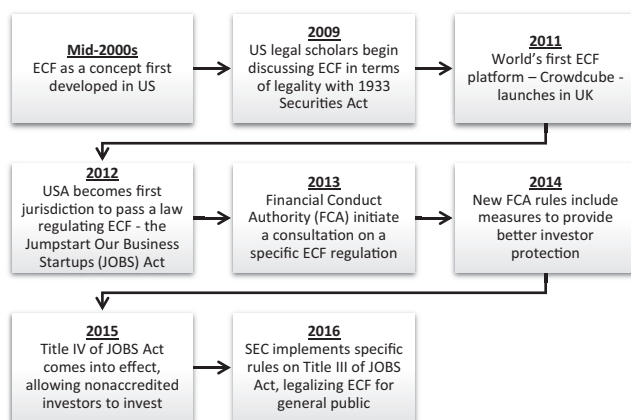 Mid-2000s
ECF as a concept first
developed in US
2009
US legal scholars begin
discussing ECF in terms
of legality with 1933
Securities Act
2011
World's first ECF
platform – Crowdcube -
launches in UK
2012
USA becomes first
jurisdiction to pass a law
regulating ECF - the
Jumpstart Our Business
Startups (JOBS) Act
2013
Financial Conduct
Authority (FCA) initiate
a consultation on a
specific ECF regulation
2014
New FCA rules include
measures to provide
better investor
protection
2015
Title IV of JOBS Act
comes into effect,
allowing nonaccredited
investors to invest
2016
SEC implements specific
rules on Title III of JOBS
Act, legalizing ECF for
general public